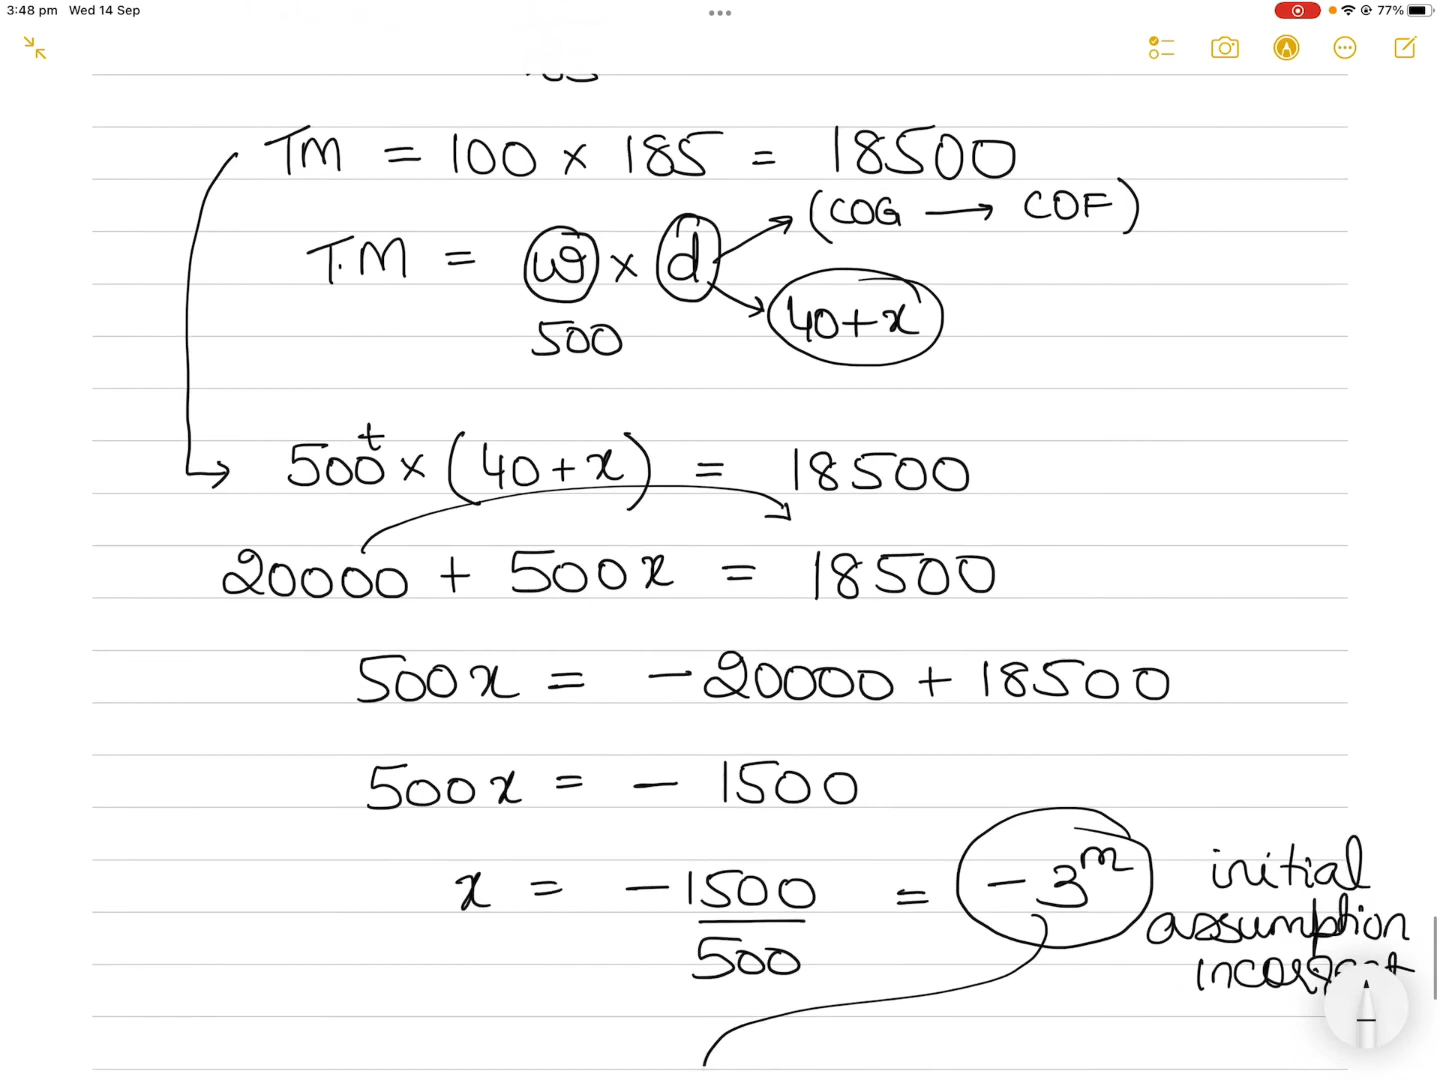 3:48 pm Wed 14 Sep
77%
TM = 100 × 185 = 18500
(COG → COF)
T.M = ω × d
40+x
500
500t × (40 + x) = 18500
20000 + 500x = 18500
500x = - 20000 + 18500
500x = - 1500
x = -1500 / 500 = - 3m
initial
assumption